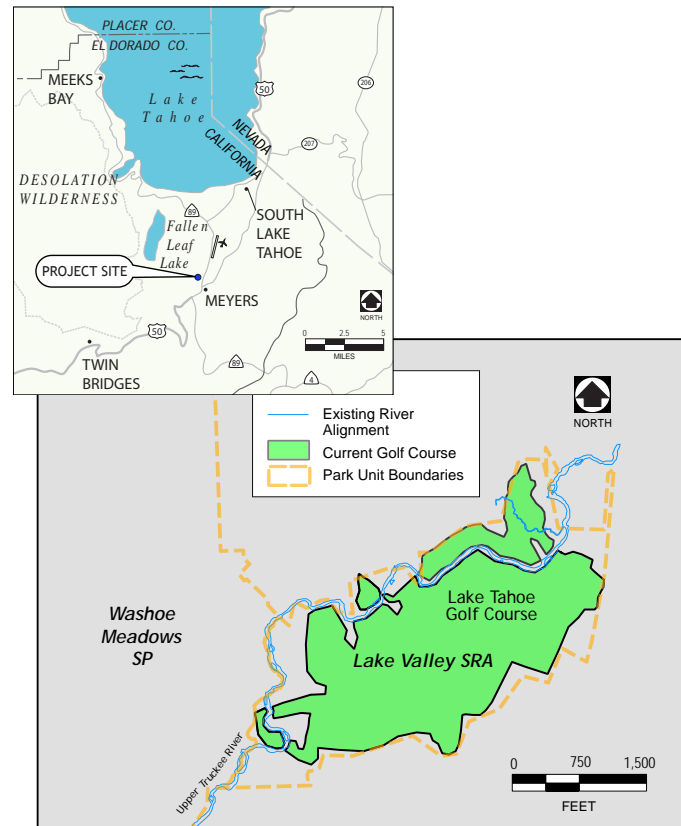 PLACER CO.
EL DORADO CO.
MEEKS
BAY
Lake
Tahoe
50
206
NEVADA
CALIFORNIA
207
DESOLATION
WILDERNESS
89
Fallen
Leaf
Lake
SOUTH
LAKE
TAHOE
PROJECT SITE
MEYERS
50
NORTH
0 2.5 5
MILES
TWIN
BRIDGES
89
4
Existing River
Alignment
Current Golf Course
Park Unit Boundaries
NORTH
Lake Tahoe
Golf Course
Washoe
Meadows
SP
Lake Valley SRA
Upper Truckee River
0 750 1,500
FEET